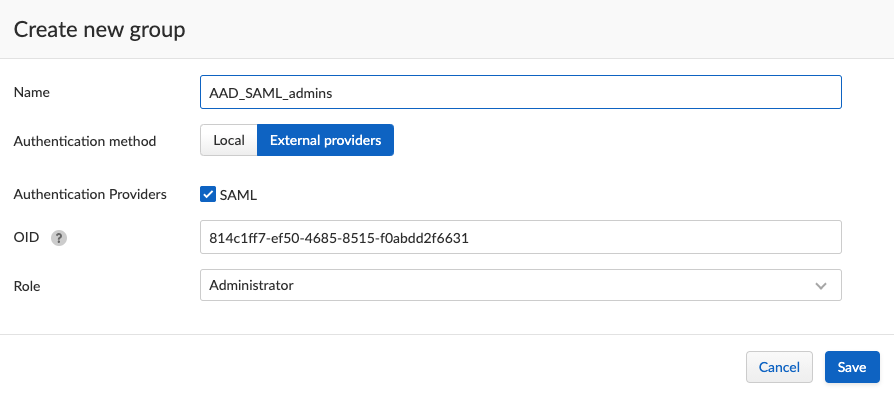 Create new group
Name
AAD_SAML_admins
Authentication method
Local
External providers
Authentication Providers
SAML
OID ?
814c1ff7-ef50-4685-8515-f0abdd2f6631
Role
Administrator
Cancel
Save